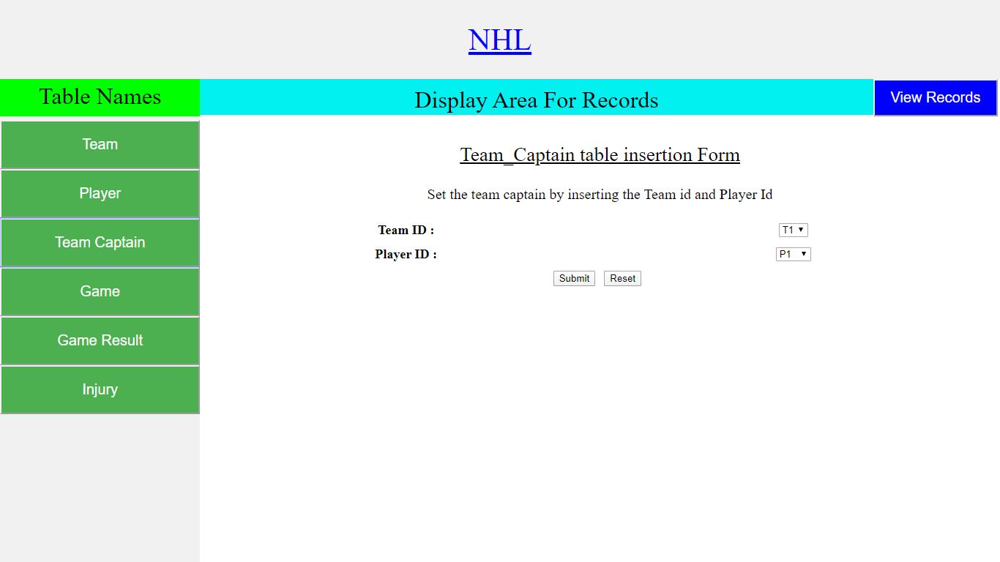 NHL
Table Names
Display Area For Records
View Records
Team
Player
Team Captain
Game
Game Result
Injury
Team_Captain table insertion Form
Set the team captain by inserting the Team id and Player Id
Team ID : T1
Player ID : P1
Submit Reset